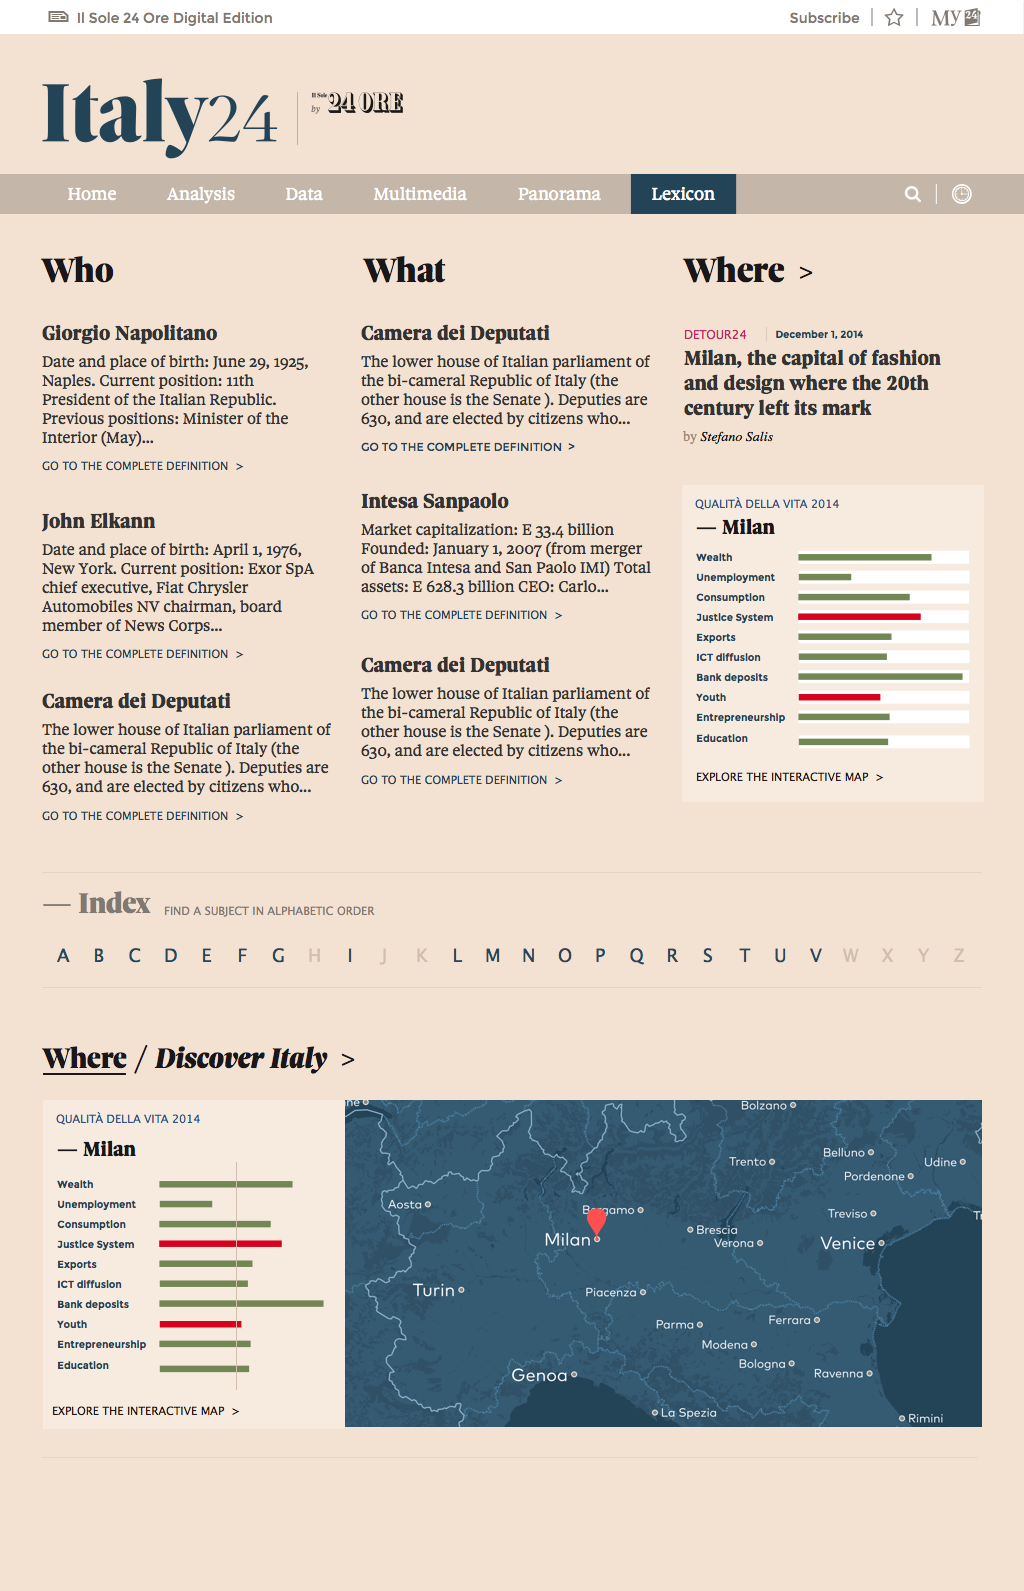 Il Sole 24 Ore Digital Edition
Subscribe
MY 24
Italy24
by Il Sole 24 ORE
Home Analysis Data Multimedia Panorama Lexicon
Who
Giorgio Napolitano
Date and place of birth: June 29, 1925,
Naples. Current position: 11th
President of the Italian Republic.
Previous positions: Minister of the
Interior (May)...
GO TO THE COMPLETE DEFINITION >
John Elkann
Date and place of birth: April 1, 1976,
New York. Current position: Exor SpA
chief executive, Fiat Chrysler
Automobiles NV chairman, board
member of News Corps...
GO TO THE COMPLETE DEFINITION >
Camera dei Deputati
The lower house of Italian parliament of
the bi-cameral Republic of Italy (the
other house is the Senate ). Deputies are
630, and are elected by citizens who...
GO TO THE COMPLETE DEFINITION >
What
Camera dei Deputati
The lower house of Italian parliament of
the bi-cameral Republic of Italy (the
other house is the Senate ). Deputies are
630, and are elected by citizens who...
GO TO THE COMPLETE DEFINITION >
Intesa Sanpaolo
Market capitalization: E 33.4 billion
Founded: January 1, 2007 (from merger
of Banca Intesa and San Paolo IMI) Total
assets: E 628.3 billion CEO: Carlo...
GO TO THE COMPLETE DEFINITION >
Camera dei Deputati
The lower house of Italian parliament of
the bi-cameral Republic of Italy (the
other house is the Senate ). Deputies are
630, and are elected by citizens who...
GO TO THE COMPLETE DEFINITION >
Where >
DETOUR24 December 1, 2014
Milan, the capital of fashion
and design where the 20th
century left its mark
by Stefano Salis
QUALITÀ DELLA VITA 2014
— Milan
Wealth
Unemployment
Consumption
Justice System
Exports
ICT diffusion
Bank deposits
Youth
Entrepreneurship
Education
EXPLORE THE INTERACTIVE MAP >
— Index FIND A SUBJECT IN ALPHABETIC ORDER
A B C D E F G H I J K L M N O P Q R S T U V W X Y Z
Where / Discover Italy >
QUALITÀ DELLA VITA 2014
— Milan
Wealth
Unemployment
Consumption
Justice System
Exports
ICT diffusion
Bank deposits
Youth
Entrepreneurship
Education
EXPLORE THE INTERACTIVE MAP >
Bolzano
Trento
Belluno
Udine
Pordenone
Aosta
Bergamo
Treviso
Brescia
Milan
Verona
Venice
Turin
Piacenza
Parma
Ferrara
Modena
Bologna
Genoa
Ravenna
La Spezia
Rimini